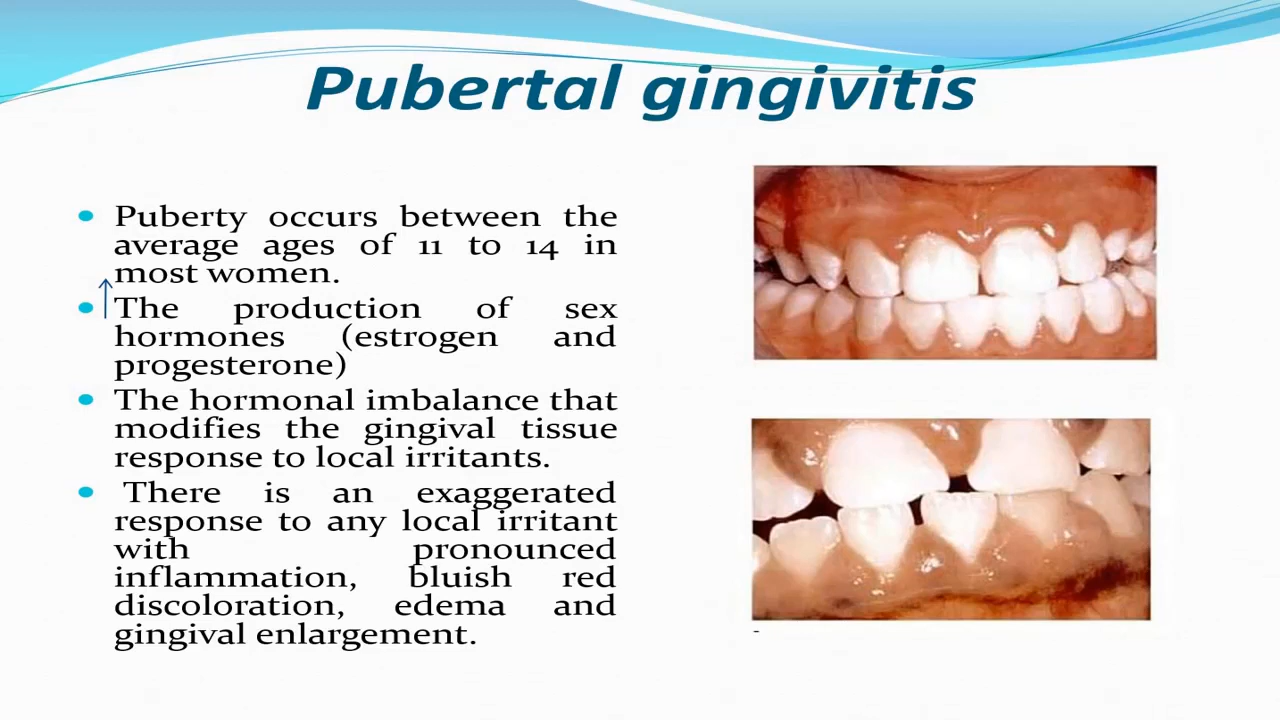 Pubertal gingivitis
• Puberty occurs between the
average ages of 11 to 14 in
most women.
• ↑The production of sex
hormones (estrogen and
progesterone)
• The hormonal imbalance that
modifies the gingival tissue
response to local irritants.
• There is an exaggerated
response to any local irritant
with pronounced
inflammation, bluish red
discoloration, edema and
gingival enlargement.
-